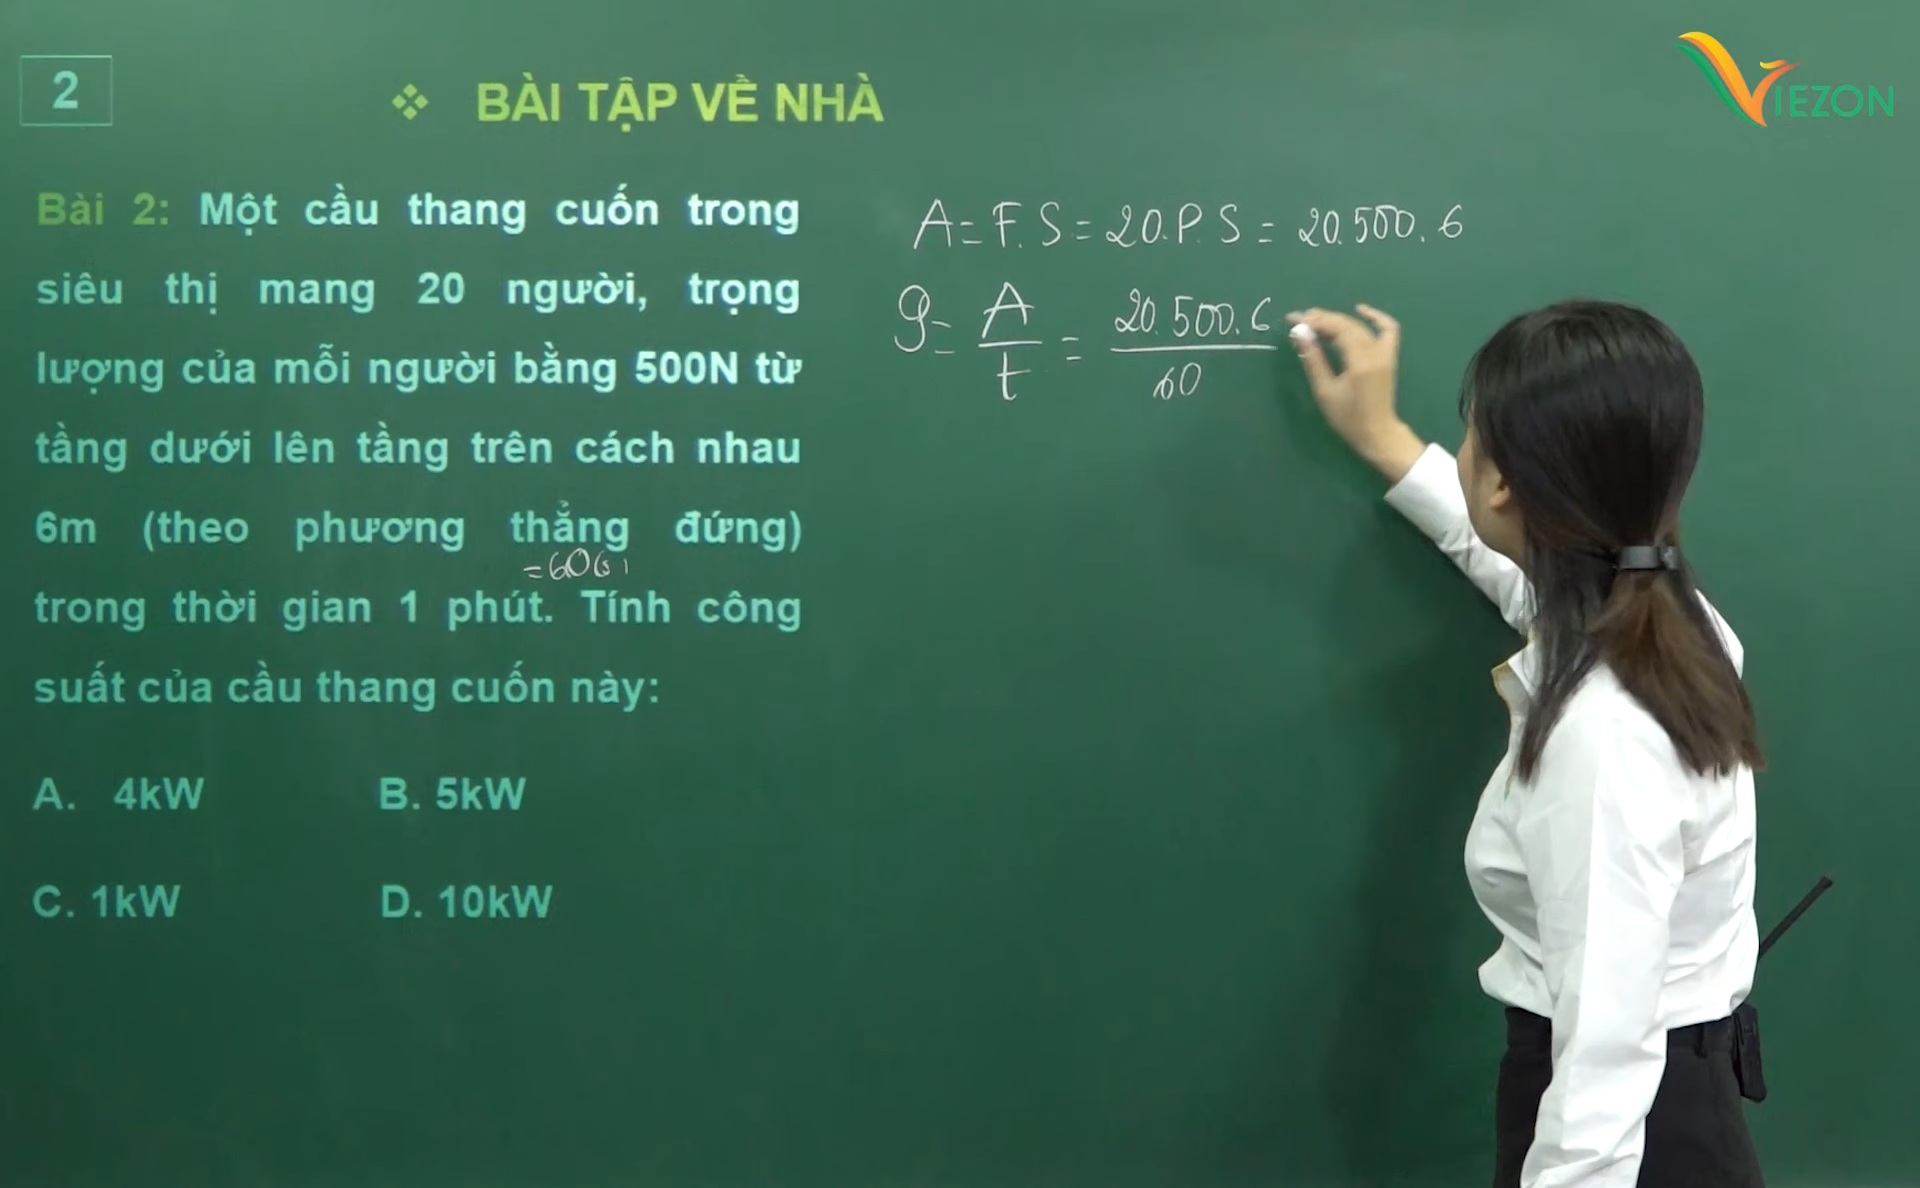 VIEZON
2
❖ BÀI TẬP VỀ NHÀ
Bài 2: Một cầu thang cuốn trong
siêu thị mang 20 người, trọng
lượng của mỗi người bằng 500N từ
tầng dưới lên tầng trên cách nhau
6m (theo phương thẳng đứng)
=60
trong thời gian 1 phút. Tính công
suất của cầu thang cuốn này:
A. 4kW B. 5kW
C. 1kW D. 10kW
A = F. S = 20.P. S = 20.500.6
𝒫 = A/t = 20.500.6/60